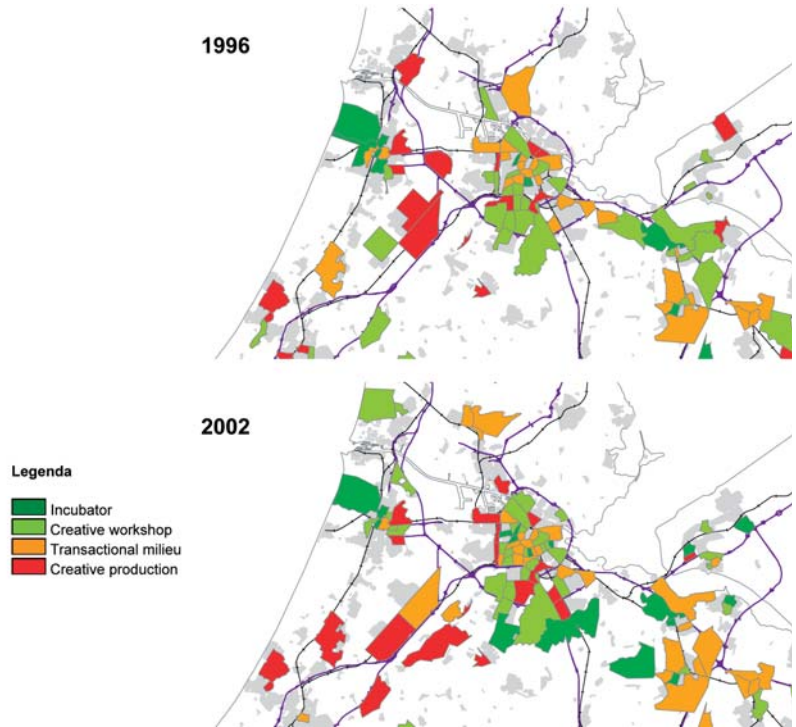 1996
2002
Legenda
Incubator
Creative workshop
Transactional milieu
Creative production